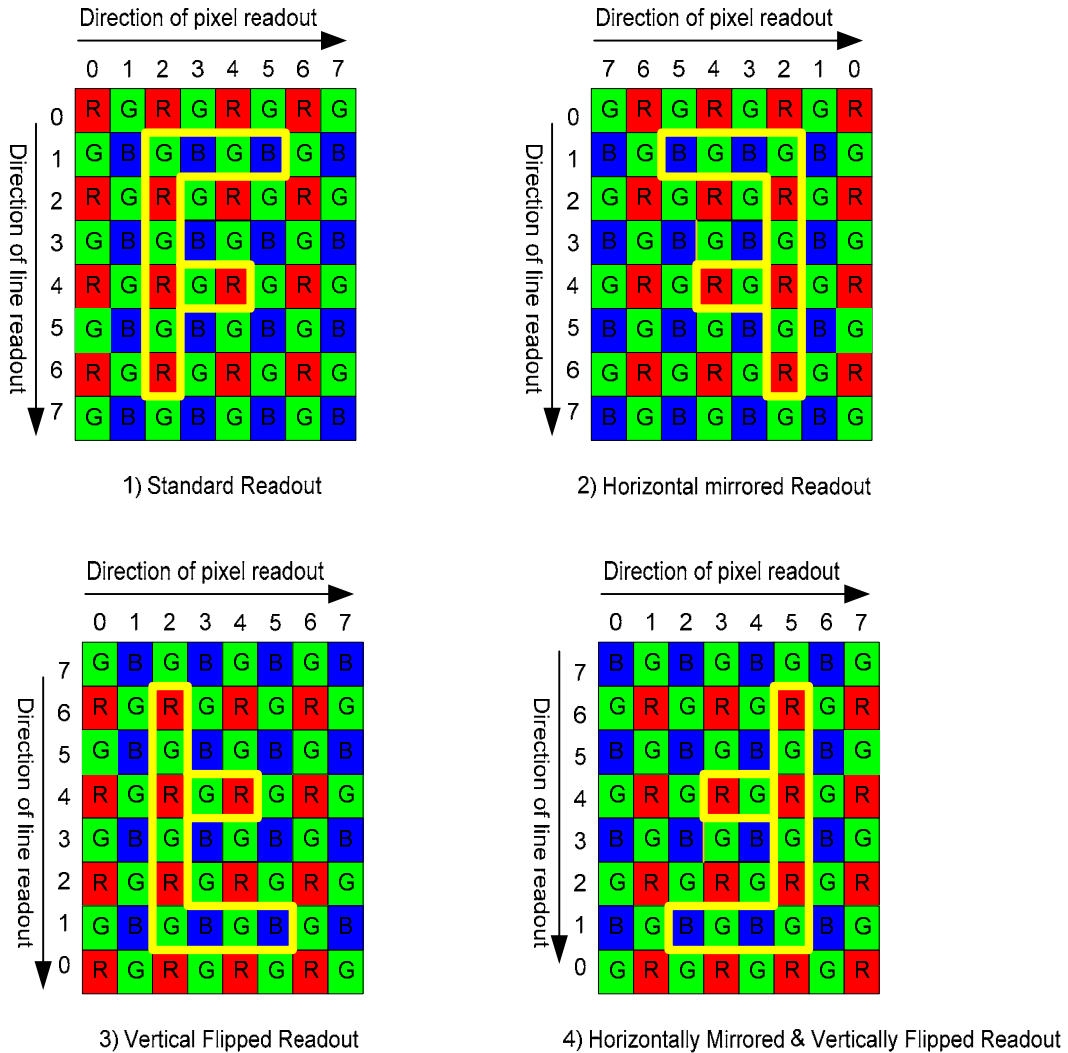 Direction of pixel readout
0 1 2 3 4 5 7
Direction of line readout
0 R G R G R G R G
1 G B G B G B G B
2 R G R G R G R G
3 G B G B G B G B
4 R G R G R G R G
5 G B G B G B G B
6 R G R G R G R G
7 G B G B G B G B
1) Standard Readout
Direction of pixel readout
7 6 5 4 3 2 1 0
Direction of line readout
0 G R G R G R G R
1 B G B G B G B G
2 G R G R G R G R
3 B G B G B G B G
4 G R G R G R G R
5 B G B G B G B G
6 G R G R G R G R
7 B G B G B G B G
2) Horizontal mirrored Readout
Direction of pixel readout
0 1 2 3 4 5 6 7
Direction of line readout
7 G B G B G B G B
6 R G R G R G R G
5 G B G B G B G B
4 R G R G R G R G
3 G B G B G B G B
2 R G R G R G R G
1 G B G B G B G B
0 R G R G R G R G
3) Vertical Flipped Readout
Direction of pixel readout
0 1 2 3 4 5 6 7
Direction of line readout
7 B G B G B G B G
6 G R G R G R G R
5 B G B G B G B G
4 G R G R G R G R
3 B G B G B G B G
2 G R G R G R G R
1 B G B G B G B G
0 G R G R G R G R
4) Horizontally Mirrored & Vertically Flipped Readout